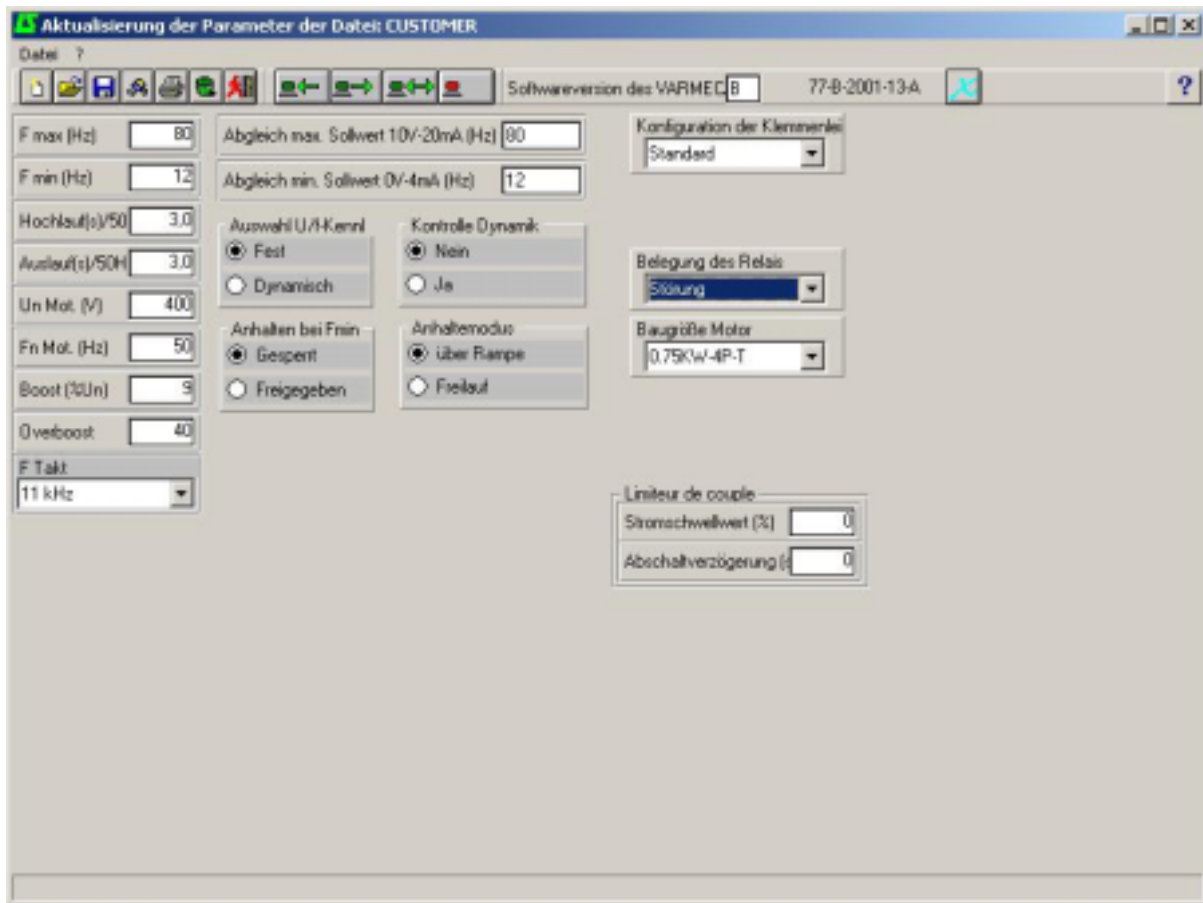 LS Aktualisierung der Parameter der Datei: CUSTOMER
Datei ?
Softwareversion des VARMEC B 77-B-2001-13-A ?
F max (Hz) 80
F min (Hz) 12
Hochlauf(s)/50 3,0
Auslauf(s)/50H 3,0
Un Mot. (V) 400
Fn Mot. (Hz) 50
Boost (%Un) 9
Overboost 40
F Takt
11 kHz
Abgleich max. Sollwert 10V-20mA (Hz) 80
Abgleich min. Sollwert 0V-4mA (Hz) 12
Auswahl U/f-Kennl
Fest
Dynamisch
Kontrolle Dynamik
Nein
Ja
Anhalten bei Fmin
Gesperrt
Freigegeben
Anhaltemodus
über Rampe
Freilauf
Konfiguration der Klemmenlei
Standard
Belegung des Relais
Störung
Baugröße Motor
0.75KW-4P-T
Limiteur de couple
Stromschwellwert (%) 0
Abschaltverzögerung (s 0